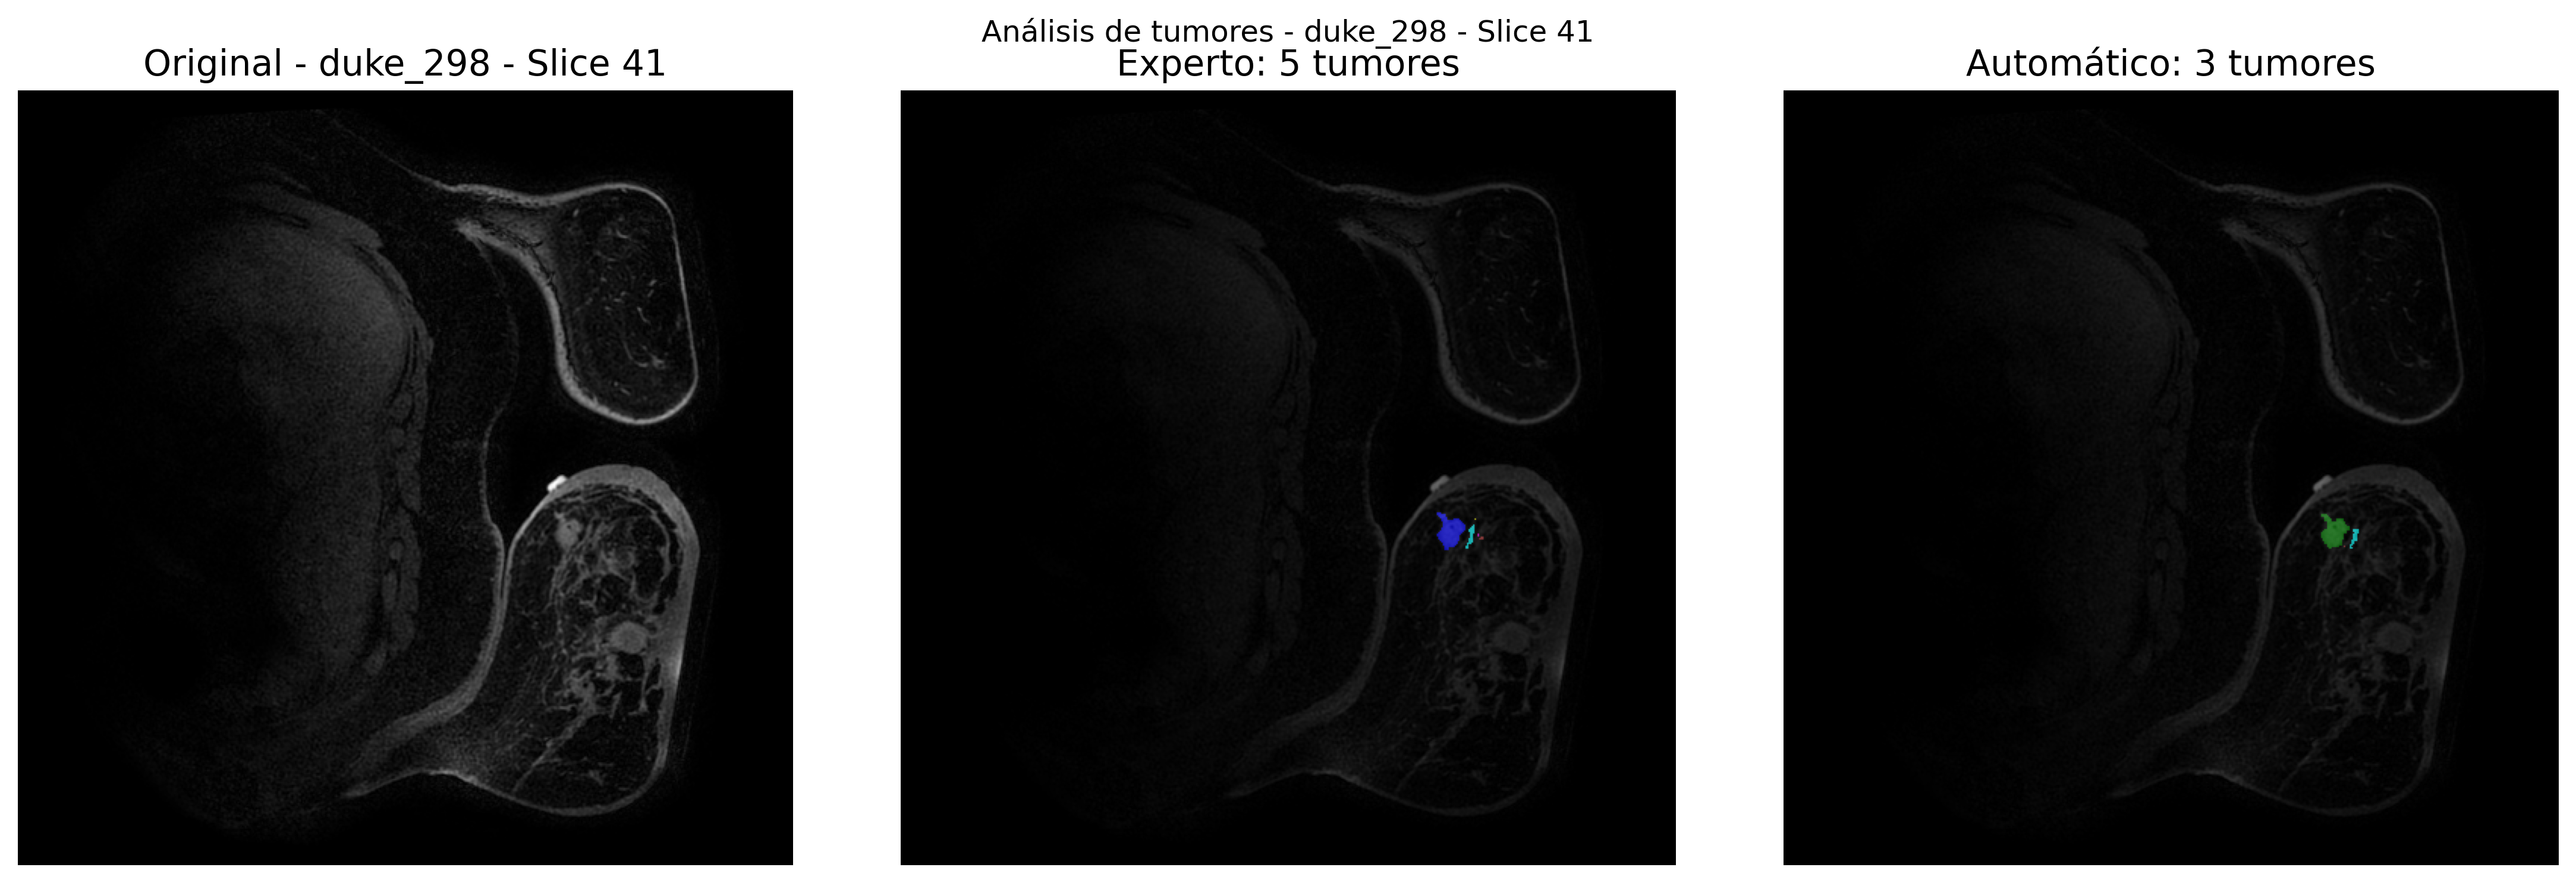 Análisis de tumores - duke_298 - Slice 41
Original - duke_298 - Slice 41
Experto: 5 tumores
Automático: 3 tumores